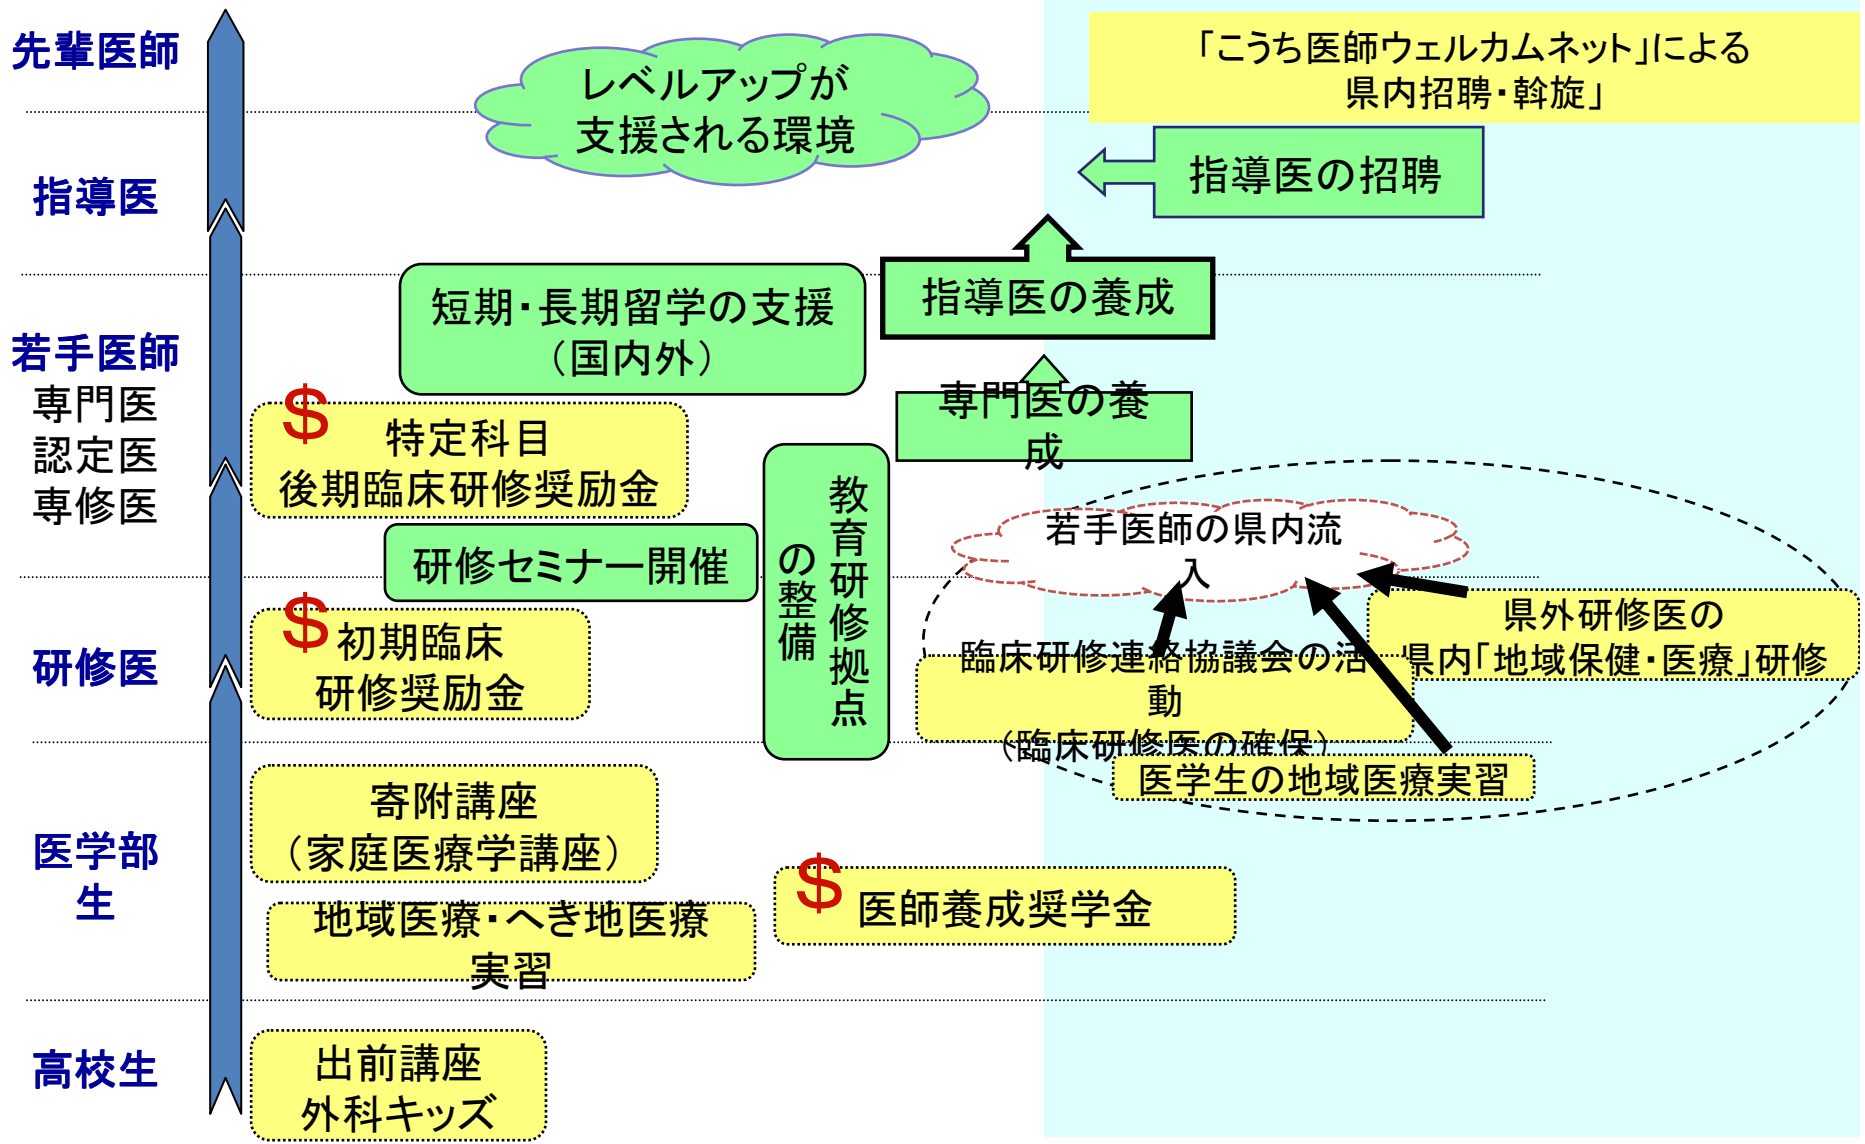 先輩医師
レベルアップが
支援される環境
「こうち医師ウェルカムネット」による
県内招聘・斡旋」
指導医
指導医の招聘
短期・長期留学の支援
（国内外）
指導医の養成
若手医師
専門医
認定医
専修医
$
特定科目
後期臨床研修奨励金
専門医の養
成
教育研修拠点
の整備
研修セミナー開催
若手医師の県内流
入
研修医
$
初期臨床
研修奨励金
臨床研修連絡協議会の活
動
（臨床研修医の確保）
県外研修医の
県内「地域保健・医療」研修
医学生の地域医療実習
医学部
生
寄附講座
（家庭医療学講座）
地域医療・へき地医療
実習
$
医師養成奨学金
高校生
出前講座
外科キッズ